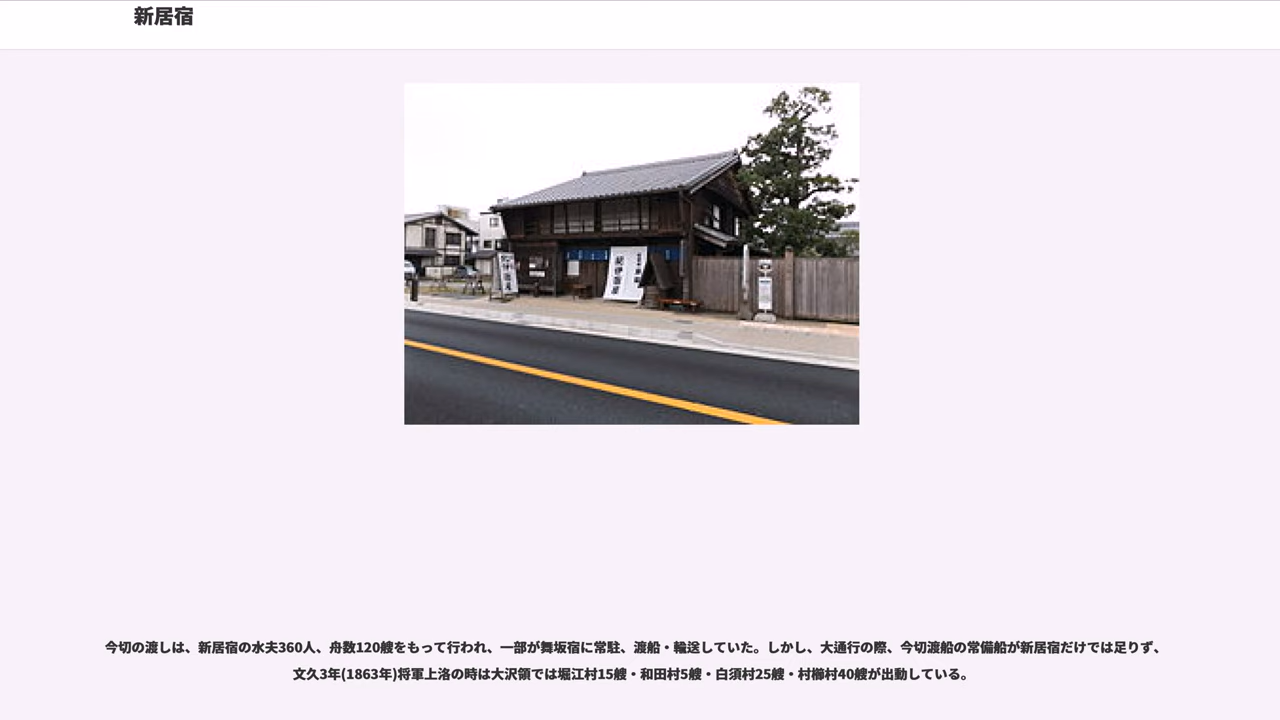 新居宿
紀伊国屋
今切の渡しは、新居宿の水夫360人、舟数120艘をもって行われ、一部が舞坂宿に常駐、渡船・輸送していた。しかし、大通行の際、今切渡船の常備船が新居宿だけでは足りず、
文久3年(1863年)将軍上洛の時は大沢領では堀江村15艘・和田村5艘・白須村25艘・村櫛村40艘が出動している。